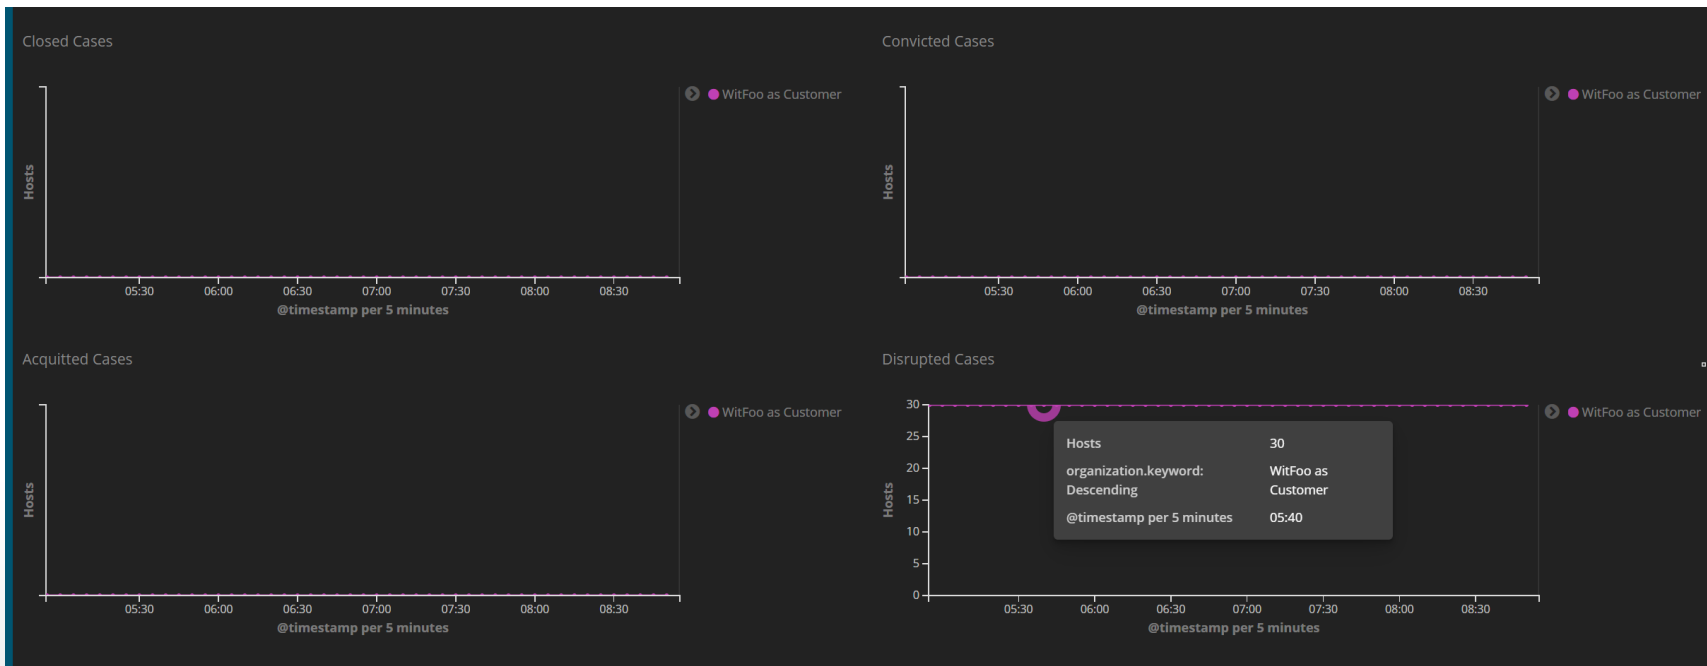 Closed Cases
Hosts
WitFoo as Customer
05:30 06:00 06:30 07:00 07:30 08:00 08:30
@timestamp per 5 minutes
Convicted Cases
Hosts
WitFoo as Customer
05:30 06:00 06:30 07:00 07:30 08:00 08:30
@timestamp per 5 minutes
Acquitted Cases
Hosts
WitFoo as Customer
05:30 06:00 06:30 07:00 07:30 08:00 08:30
@timestamp per 5 minutes
Disrupted Cases
Hosts
30
25
20
15
10
5
0
WitFoo as Customer
Hosts 30
organization.keyword: WitFoo as
Descending Customer
@timestamp per 5 minutes 05:40
05:30 06:00 06:30 07:00 07:30 08:00 08:30
@timestamp per 5 minutes